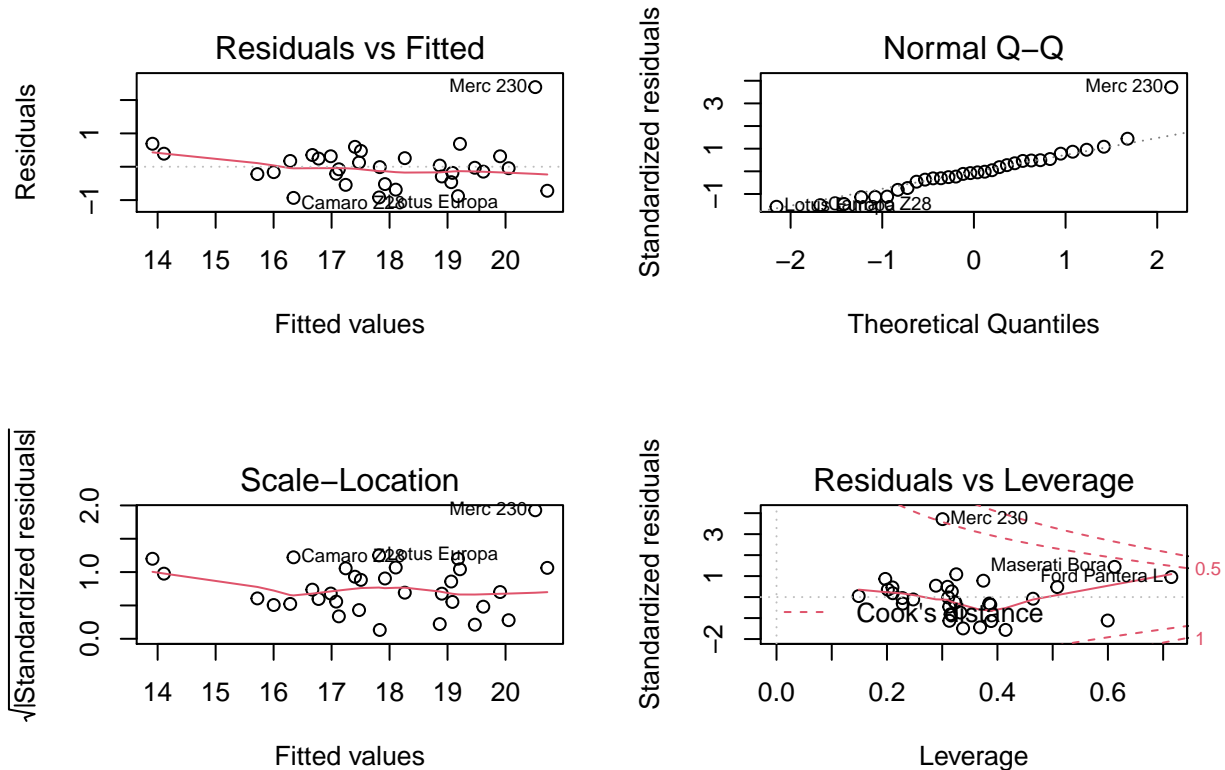 Residuals vs Fitted
Residuals
1
−1
Merc 230
Camaro Z28
Lotus Europa
14 15 16 17 18 19 20
Fitted values
Normal Q−Q
Standardized residuals
3
1
−1
Merc 230
Lotus Europa
Z28
−2 −1 0 1 2
Theoretical Quantiles
Scale−Location
√|Standardized residuals|
2.0
1.0
0.0
Merc 230
Camaro Z28
Lotus Europa
14 15 16 17 18 19 20
Fitted values
Residuals vs Leverage
Standardized residuals
3
1
0
−2
Merc 230
Maserati Bora
Ford Pantera L
Cook's distance
0.5
1
0.0 0.2 0.4 0.6
Leverage